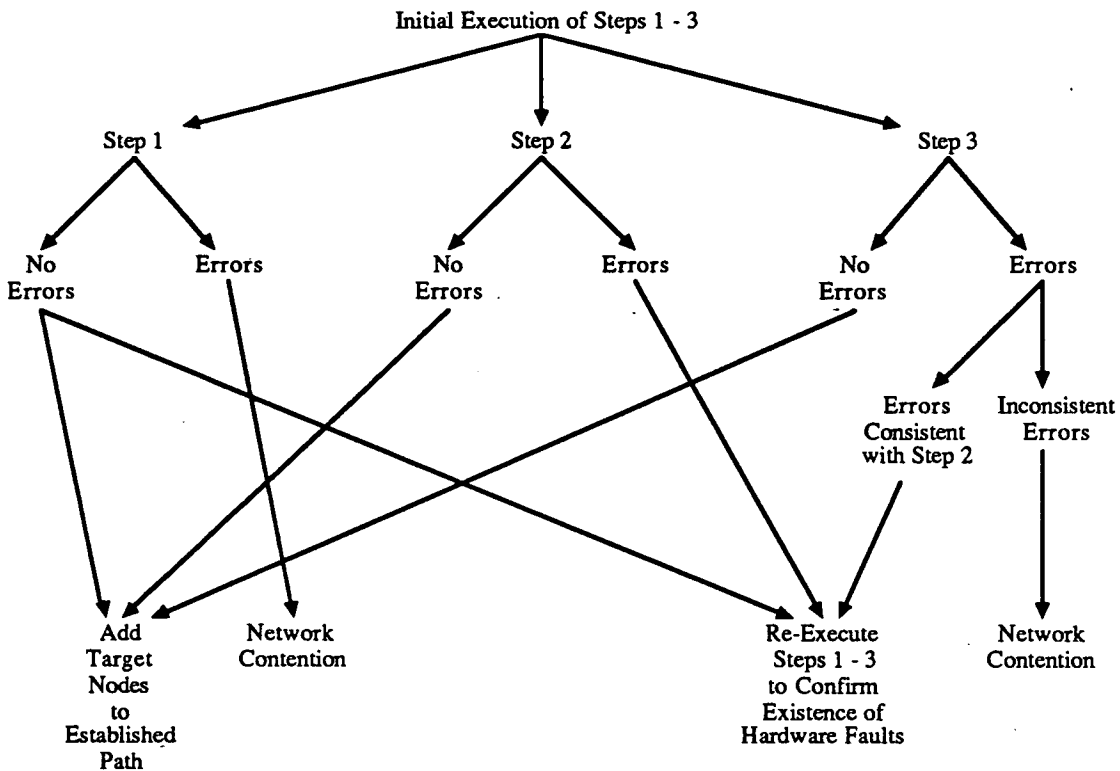 Initial Execution of Steps 1 - 3
Step 1
Step 2
Step 3
No
Errors
Errors
No
Errors
Errors
No
Errors
Errors
Errors
Consistent
with Step 2
Inconsistent
Errors
Add
Target
Nodes
to
Established
Path
Network
Contention
Re-Execute
Steps 1 - 3
to Confirm
Existence of
Hardware Faults
Network
Contention